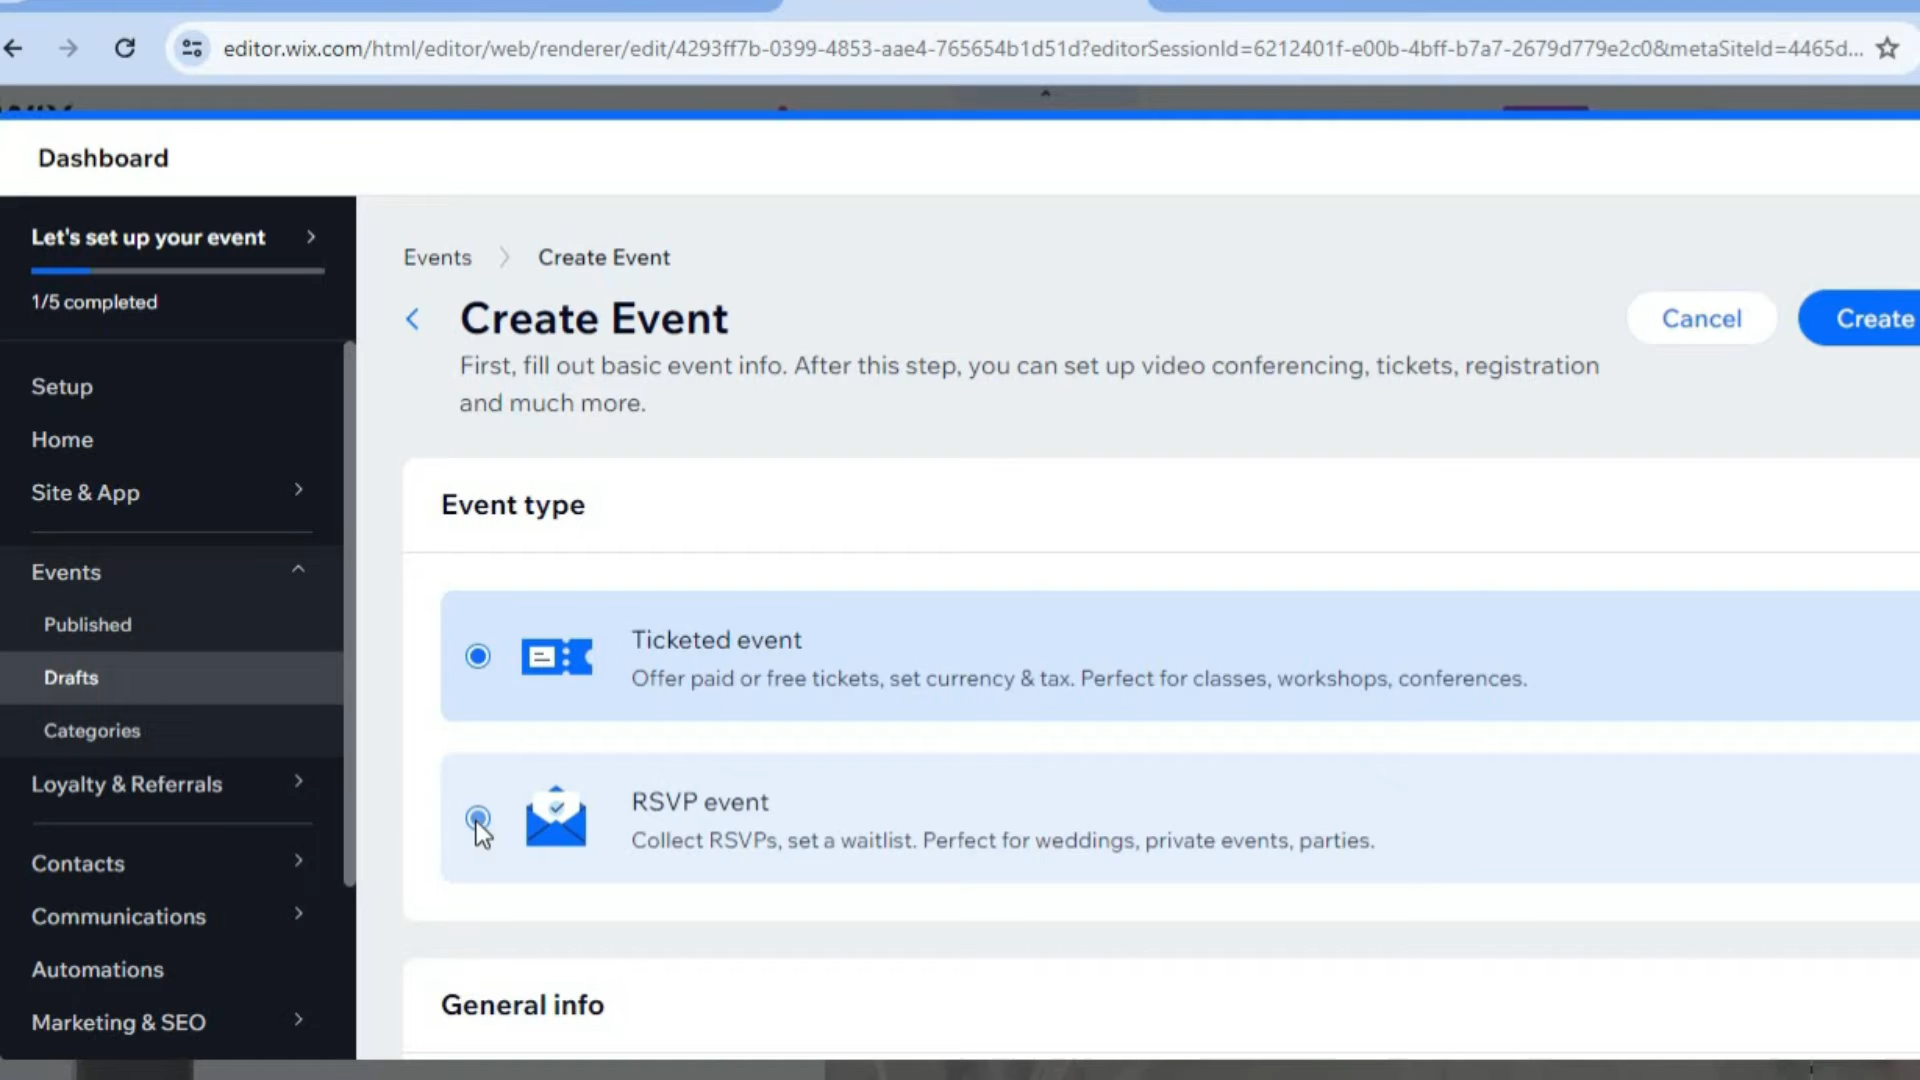 editor.wix.com/html/editor/web/renderer/edit/4293ff7b-0399-4853-aae4-765654b1d51d?editorSessionId=6212401f-e00b-4bff-b7a7-2679d779e2c0&metaSiteId=4465d...
Dashboard
Let's set up your event
1/5 completed
Setup
Home
Site & App
Events
Published
Drafts
Categories
Loyalty & Referrals
Contacts
Communications
Automations
Marketing & SEO
Events > Create Event
Create Event
Cancel
Create
First, fill out basic event info. After this step, you can set up video conferencing, tickets, registration
and much more.
Event type
Ticketed event
Offer paid or free tickets, set currency & tax. Perfect for classes, workshops, conferences.
RSVP event
Collect RSVPs, set a waitlist. Perfect for weddings, private events, parties.
General info